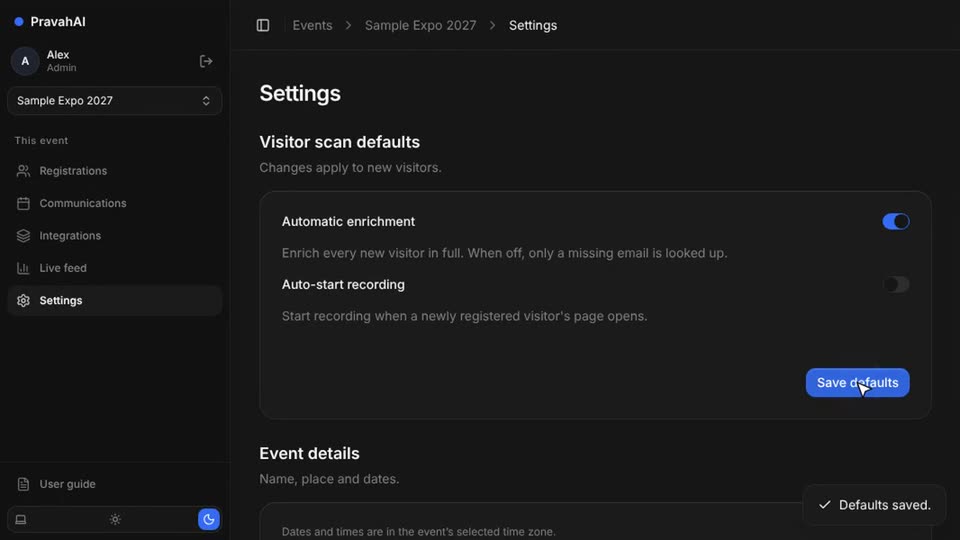 PravahAI
A
Alex
Admin
Sample Expo 2027
This event
Registrations
Communications
Integrations
Live feed
Settings
User guide
Events > Sample Expo 2027 > Settings
Settings
Visitor scan defaults
Changes apply to new visitors.
Automatic enrichment
Enrich every new visitor in full. When off, only a missing email is looked up.
Auto-start recording
Start recording when a newly registered visitor's page opens.
Save defaults
Event details
Name, place and dates.
Dates and times are in the event's selected time zone.
Defaults saved.